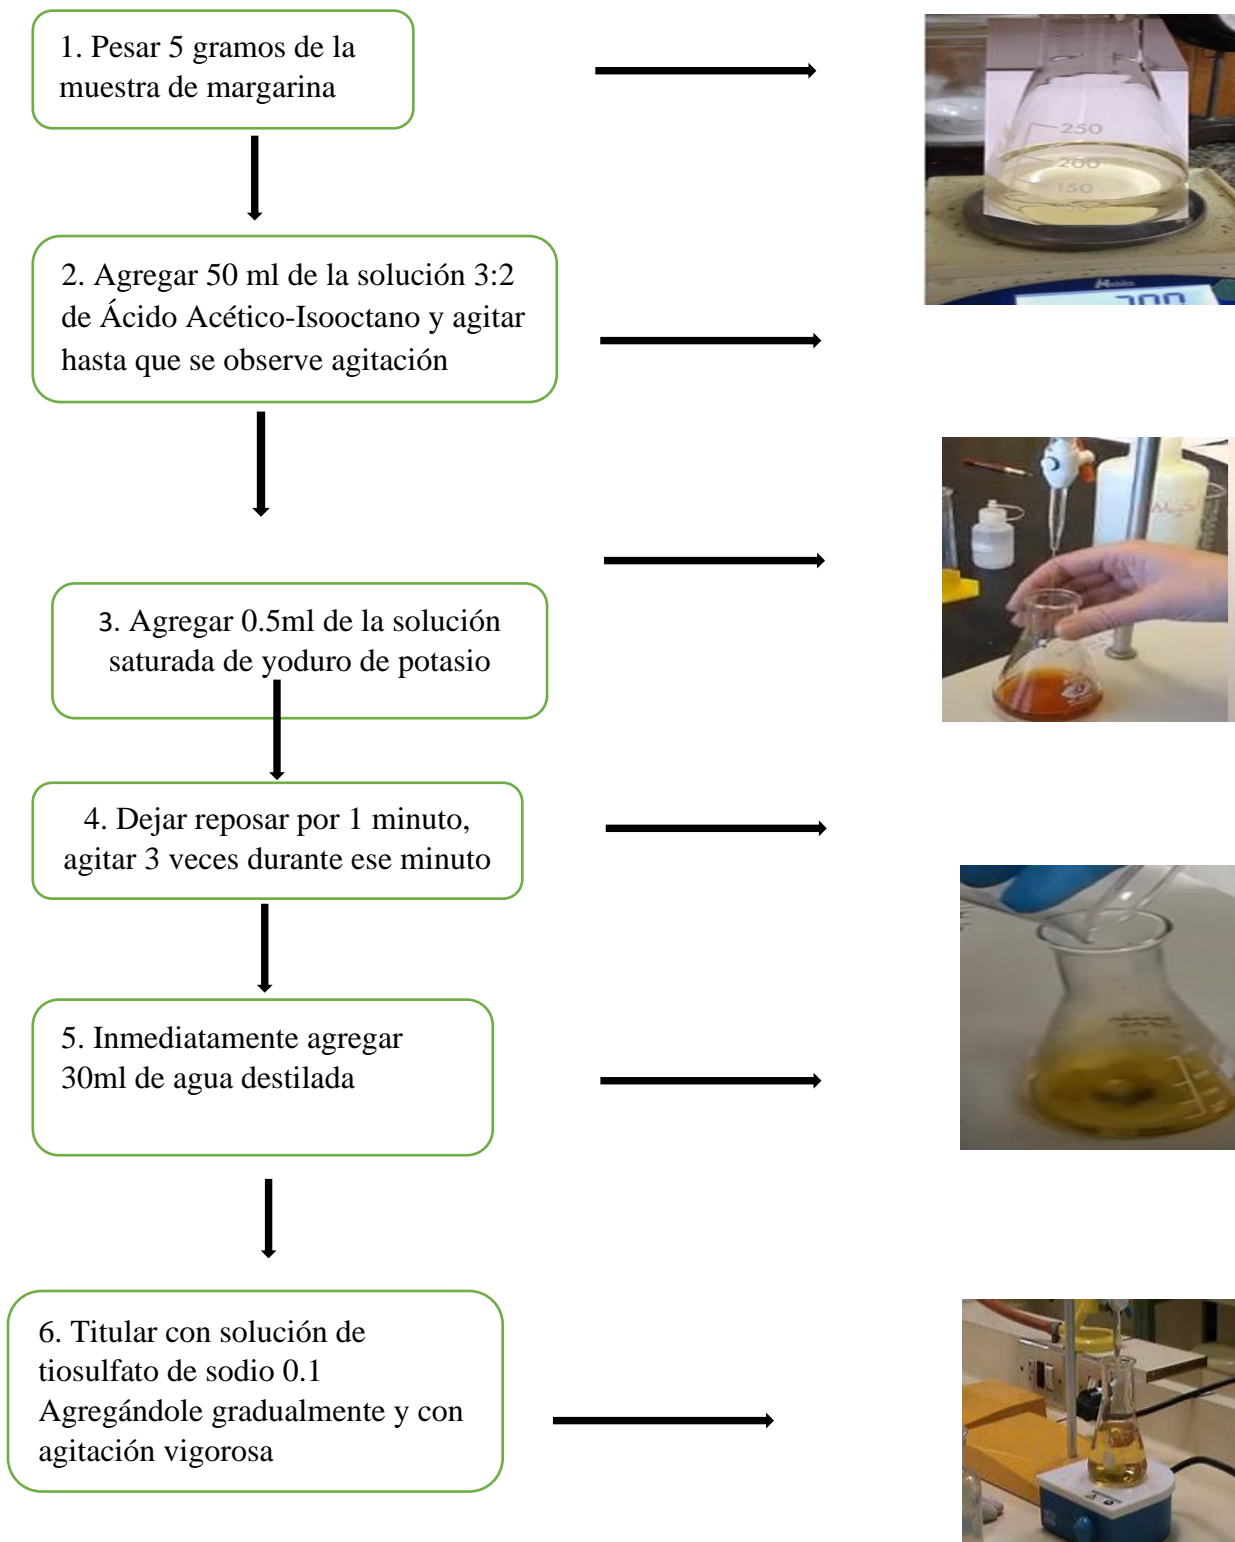 1. Pesar 5 gramos de la
muestra de margarina
250
200
150
2. Agregar 50 ml de la solución 3:2
de Ácido Acético-Isooctano y agitar
hasta que se observe agitación
3. Agregar 0.5ml de la solución
saturada de yoduro de potasio
4. Dejar reposar por 1 minuto,
agitar 3 veces durante ese minuto
5. Inmediatamente agregar
30ml de agua destilada
6. Titular con solución de
tiosulfato de sodio 0.1
Agregándole gradualmente y con
agitación vigorosa